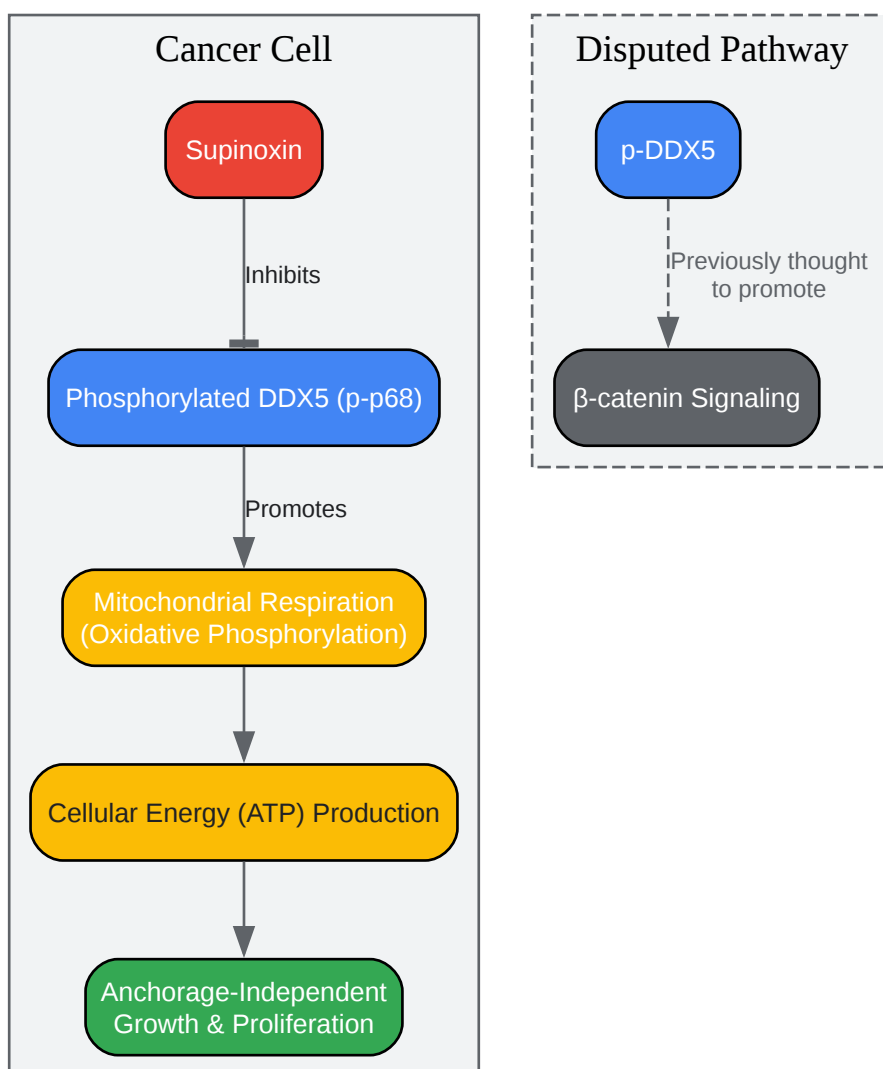 Cancer Cell
Supinoxin
Inhibits
Phosphorylated DDX5 (p-p68)
Promotes
Mitochondrial Respiration
(Oxidative Phosphorylation)
Cellular Energy (ATP) Production
Anchorage-Independent
Growth & Proliferation
Disputed Pathway
p-DDX5
Previously thought
to promote
β-catenin Signaling